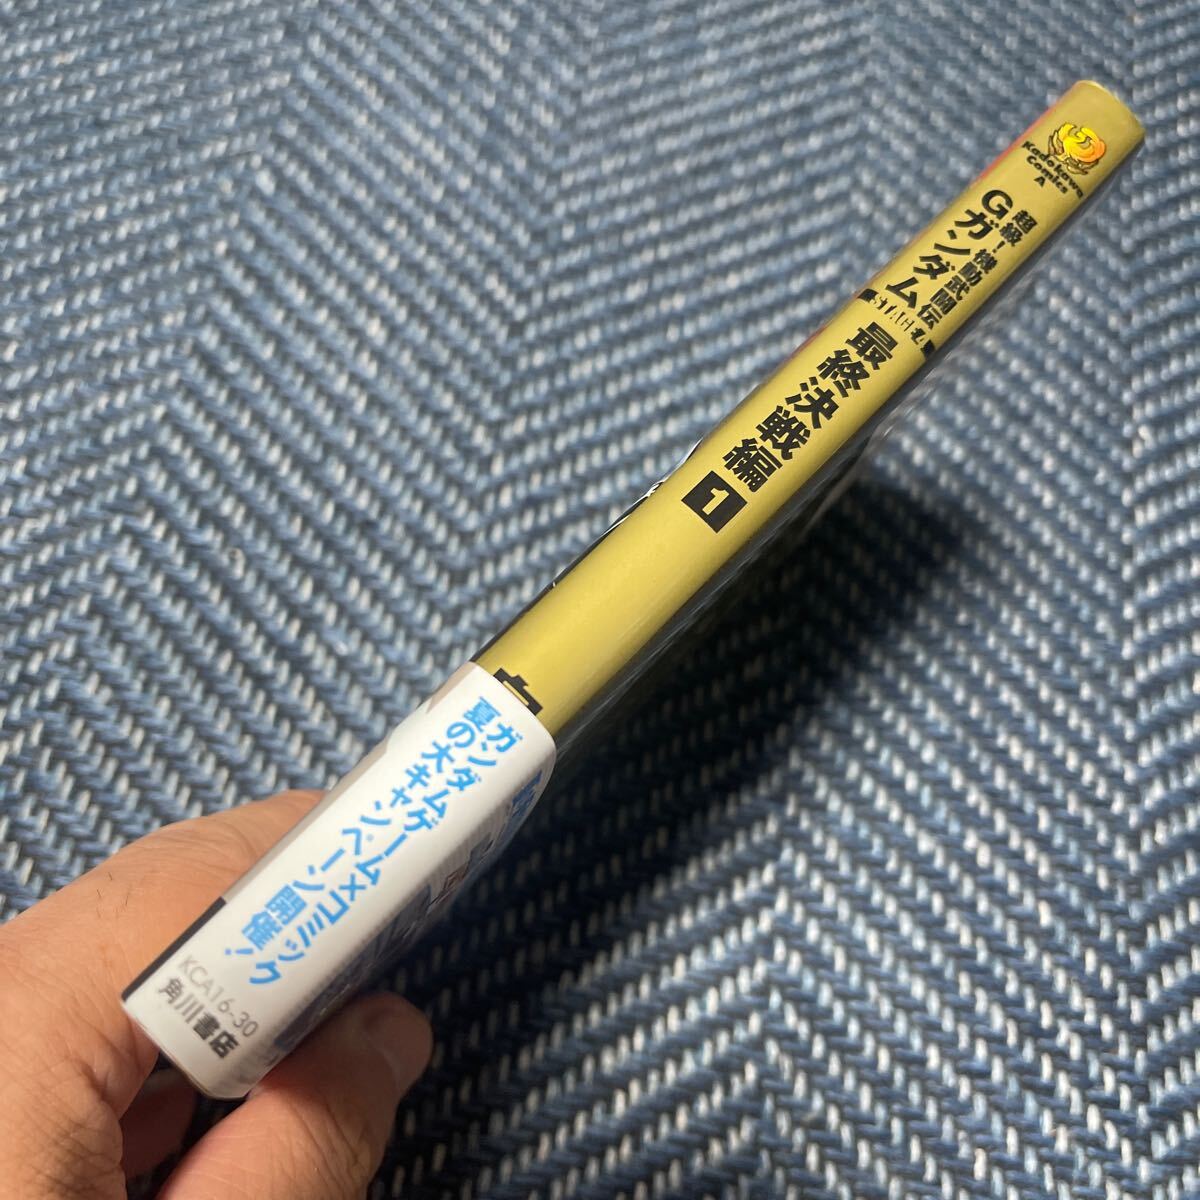 Kadokawa
Comics
A
超級!機動武闘伝
Gガンダム
最終決戦編 1
ガンダムゲーム×コミック
夏の大キャンペーン開催!
KCA16-30
角川書店